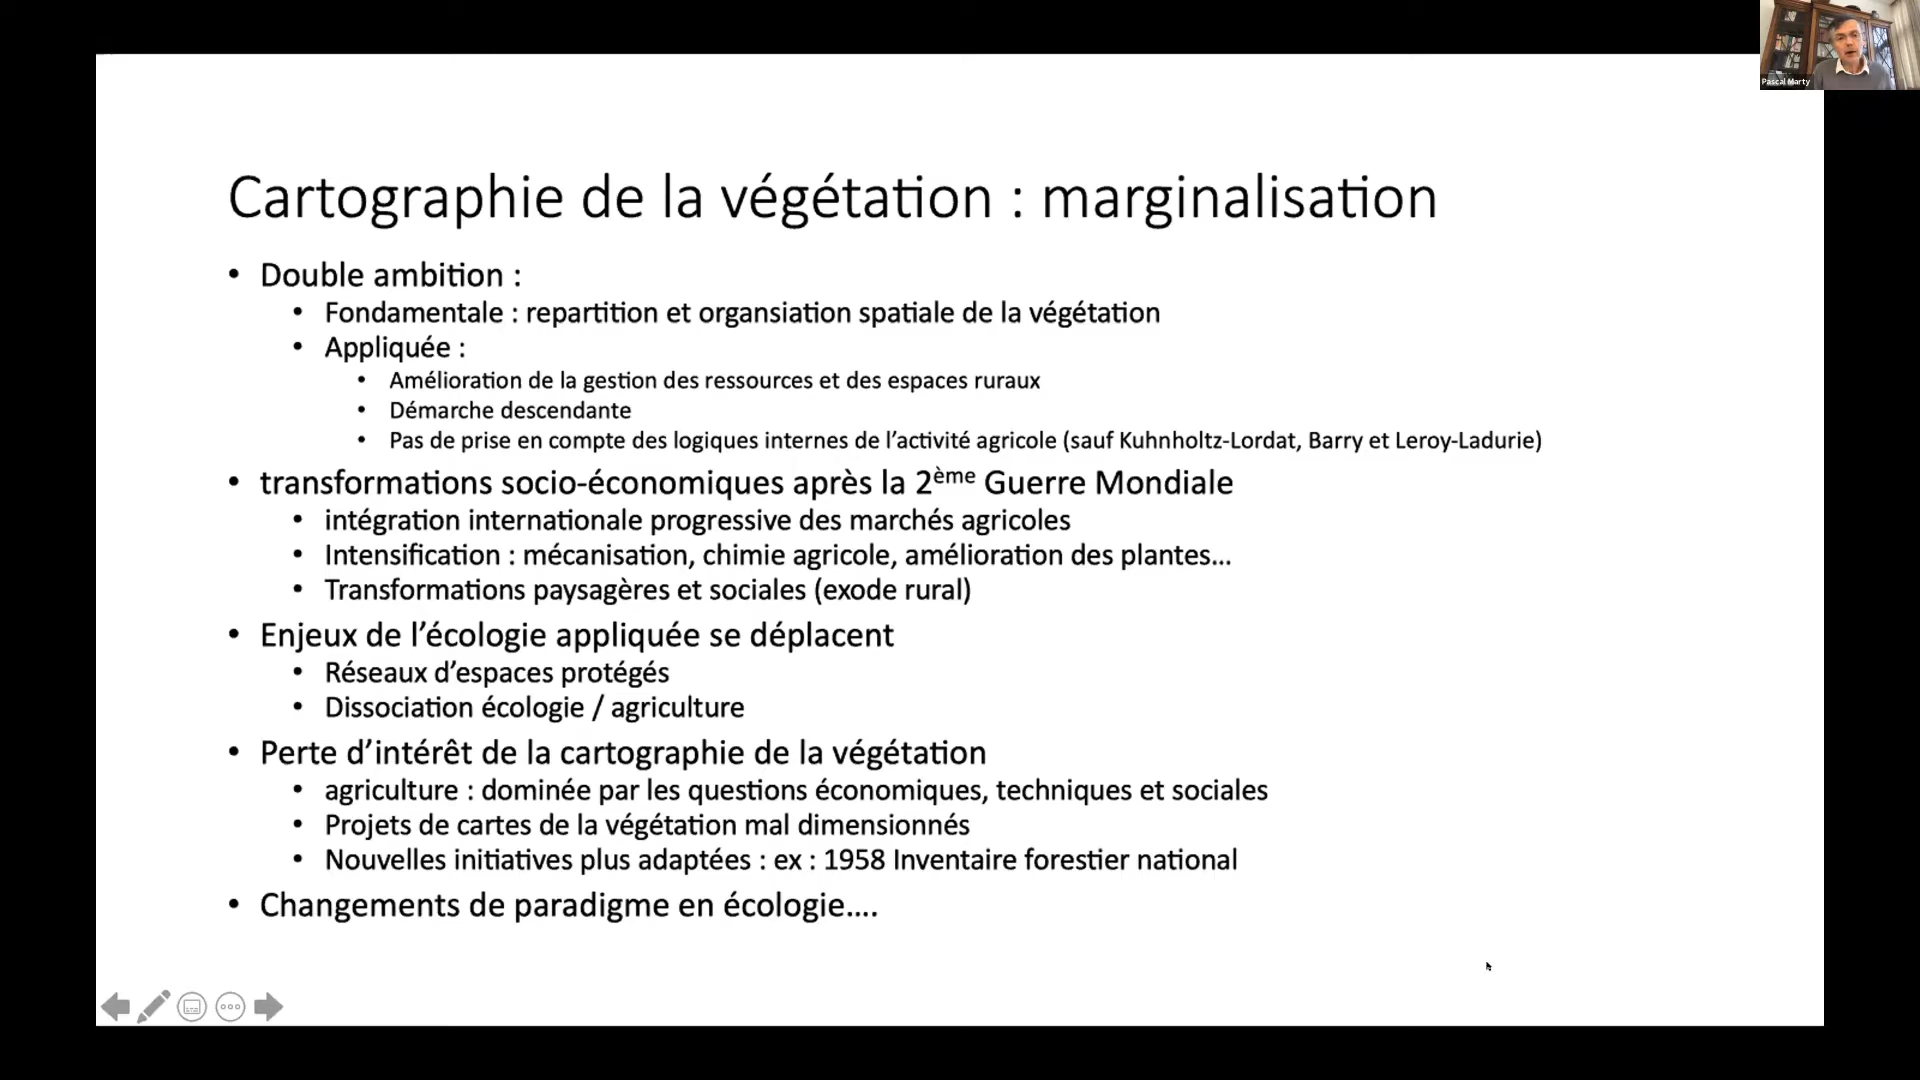 Pascal Marty
Cartographie de la végétation : marginalisation
• Double ambition :
• Fondamentale : repartition et organsiation spatiale de la végétation
• Appliquée :
• Amélioration de la gestion des ressources et des espaces ruraux
• Démarche descendante
• Pas de prise en compte des logiques internes de l’activité agricole (sauf Kuhnholtz-Lordat, Barry et Leroy-Ladurie)
• transformations socio-économiques après la 2ème Guerre Mondiale
• intégration internationale progressive des marchés agricoles
• Intensification : mécanisation, chimie agricole, amélioration des plantes...
• Transformations paysagères et sociales (exode rural)
• Enjeux de l’écologie appliquée se déplacent
• Réseaux d’espaces protégés
• Dissociation écologie / agriculture
• Perte d’intérêt de la cartographie de la végétation
• agriculture : dominée par les questions économiques, techniques et sociales
• Projets de cartes de la végétation mal dimensionnés
• Nouvelles initiatives plus adaptées : ex : 1958 Inventaire forestier national
• Changements de paradigme en écologie....